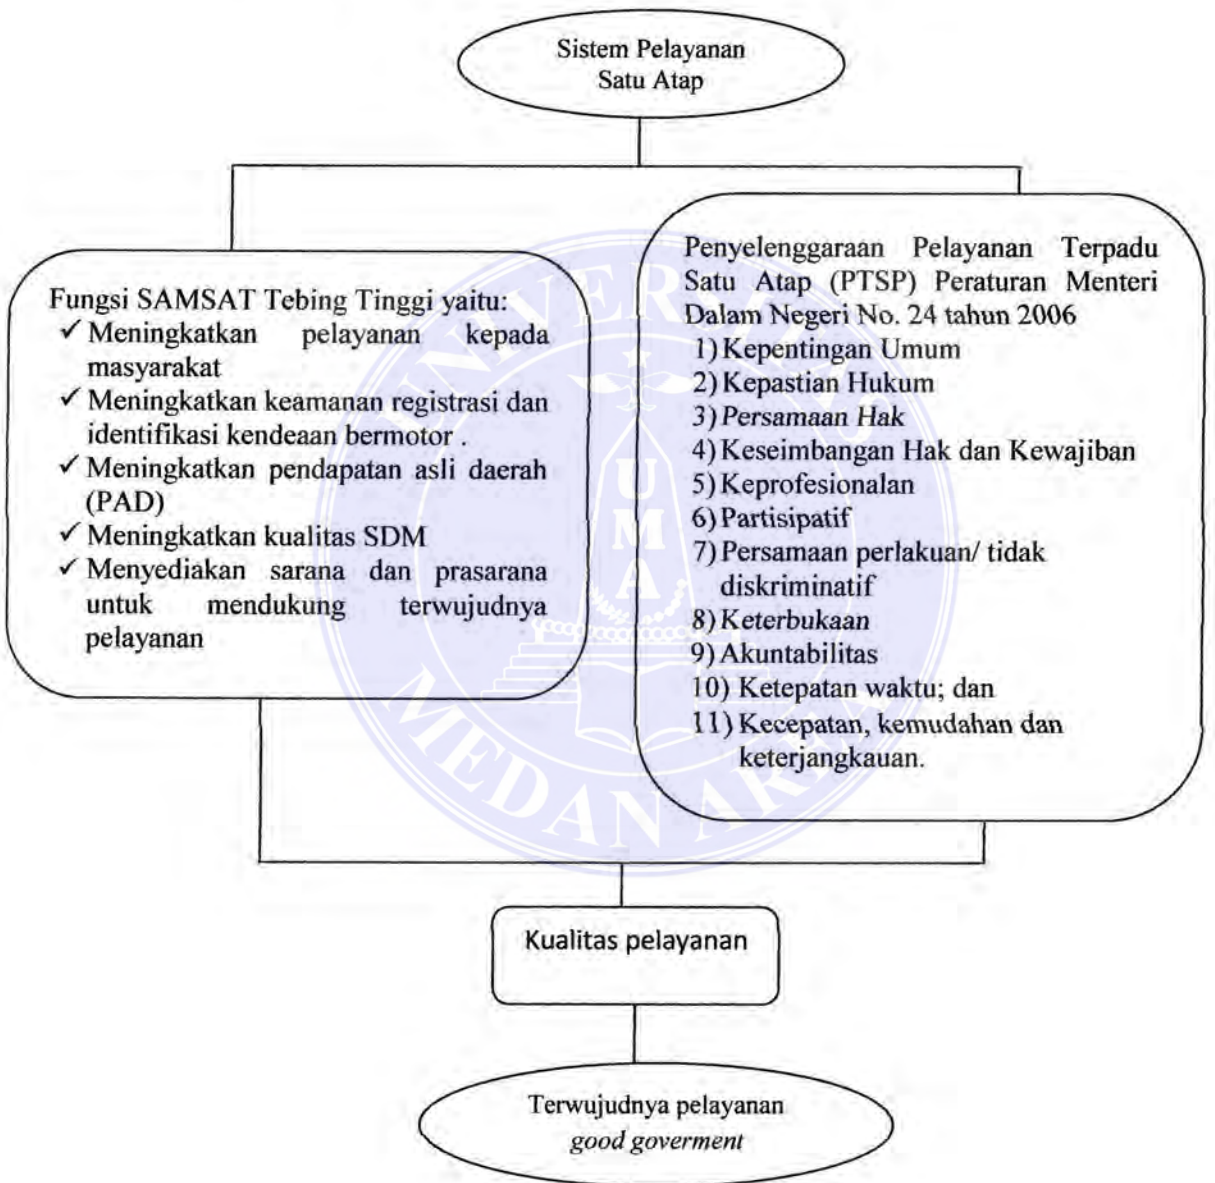 Sistem Pelayanan
Satu Atap
Fungsi SAMSAT Tebing Tinggi yaitu:
✓ Meningkatkan pelayanan kepada
masyarakat
✓ Meningkatkan keamanan registrasi dan
identifikasi kendeaan bermotor .
✓ Meningkatkan pendapatan asli daerah
(PAD)
✓ Meningkatkan kualitas SDM
✓ Menyediakan sarana dan prasarana
untuk mendukung terwujudnya
pelayanan
Penyelenggaraan Pelayanan Terpadu
Satu Atap (PTSP) Peraturan Menteri
Dalam Negeri No. 24 tahun 2006
1) Kepentingan Umum
2) Kepastian Hukum
3) Persamaan Hak
4) Keseimbangan Hak dan Kewajiban
5) Keprofesionalan
6) Partisipatif
7) Persamaan perlakuan/ tidak
diskriminatif
8) Keterbukaan
9) Akuntabilitas
10) Ketepatan waktu; dan
11) Kecepatan, kemudahan dan
keterjangkauan.
Kualitas pelayanan
Terwujudnya pelayanan
good goverment
UNIVERSITAS
UMA
MEDAN AREA